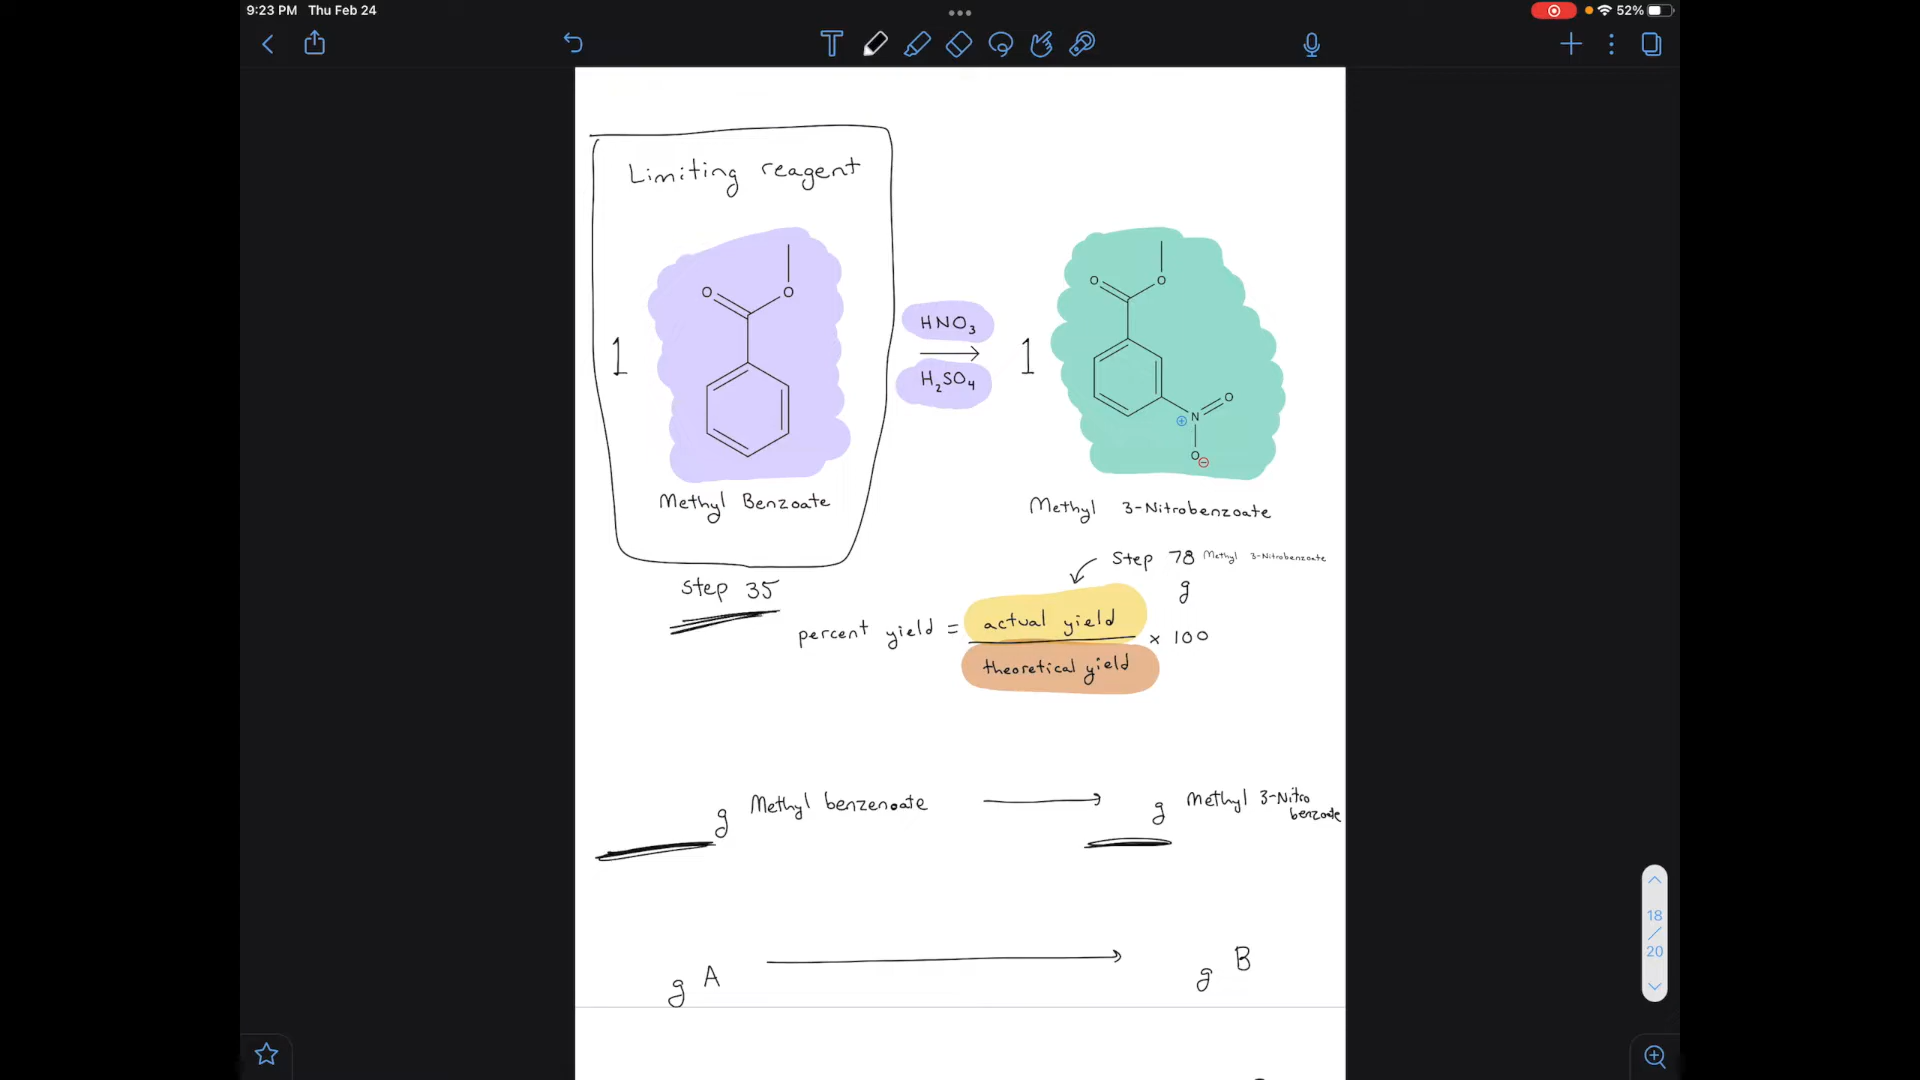 9:23 PM Thu Feb 24
52%
T
Limiting reagent
O
O
1
HNO3
H2SO4
1
O
O
N
O
O
Methyl Benzoate
Methyl 3-Nitrobenzoate
Step 78 Methyl 3-Nitrobenzoate
g
Step 35
percent yield = actual yield
x 100
theoretical yield
g Methyl benzenoate
g Methyl 3-Nitro
benzoate
g A
g B
18
/
20